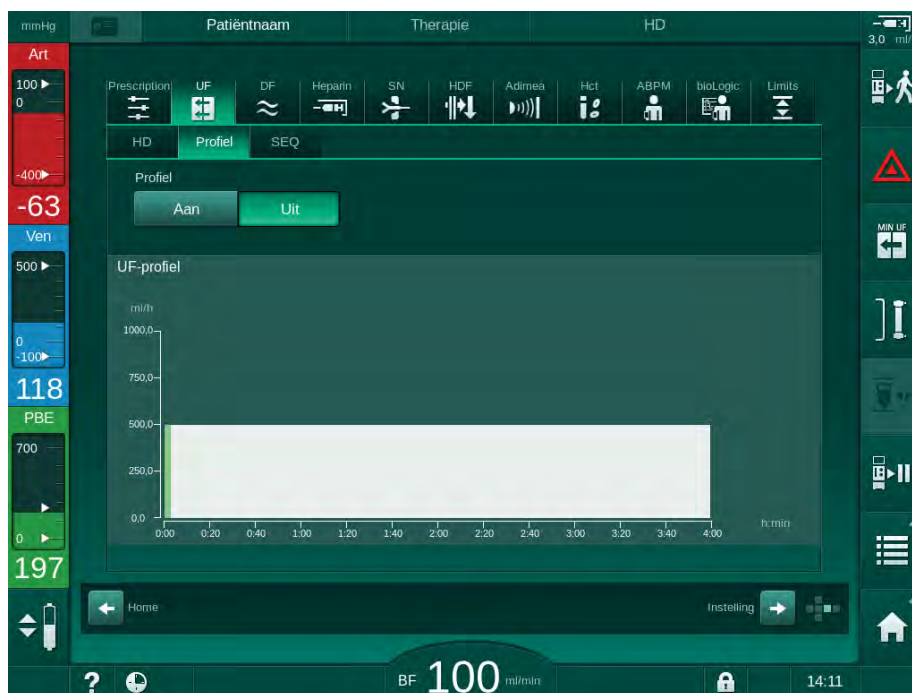 mmHg
Patiëntnaam
Therapie
HD
3,0 ml/
Art
100
0
-400
-63
Ven
500
0
-100
118
PBE
700
0
197
Prescription
UF
DF
Heparin
SN
HDF
Adimea
Hct
ABPM
bioLogic
Limits
HD
Profiel
SEQ
Profiel
Aan
Uit
UF-profiel
ml/h
1000,0
750,0
500,0
250,0
0,0
0:00 0:20 0:40 1:00 1:20 1:40 2:00 2:20 2:40 3:00 3:20 3:40 4:00
h:min
Home
Instelling
MIN UF
?
BF 100 ml/min
14:11